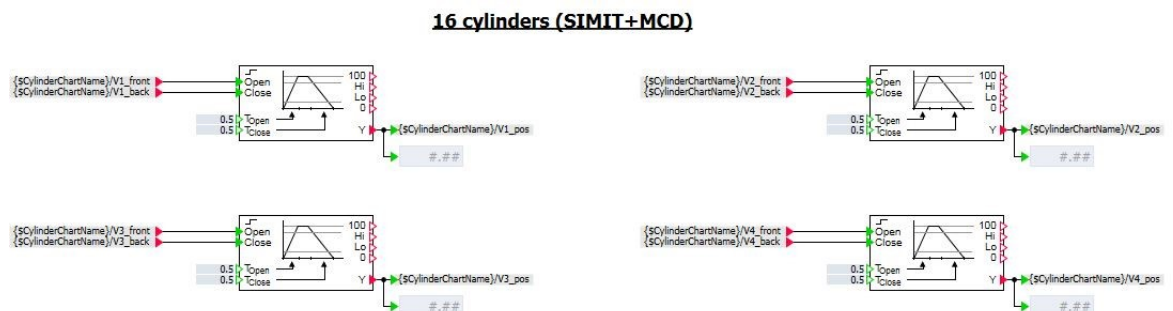 16 cylinders (SIMIT+MCD)
{$CylinderChartName}/V1_front
{$CylinderChartName}/V1_back
Open
Close
100
Hi
Lo
0
0.5 TOpen
0.5 TClose
Y
{$CylinderChartName}/V1_pos
#.##
{$CylinderChartName}/V2_front
{$CylinderChartName}/V2_back
Open
Close
100
Hi
Lo
0
0.5 TOpen
0.5 TClose
Y
{$CylinderChartName}/V2_pos
#.##
{$CylinderChartName}/V3_front
{$CylinderChartName}/V3_back
Open
Close
100
Hi
Lo
0
0.5 TOpen
0.5 TClose
Y
{$CylinderChartName}/V3_pos
#.##
{$CylinderChartName}/V4_front
{$CylinderChartName}/V4_back
Open
Close
100
Hi
Lo
0
0.5 TOpen
0.5 TClose
Y
{$CylinderChartName}/V4_pos
#.##